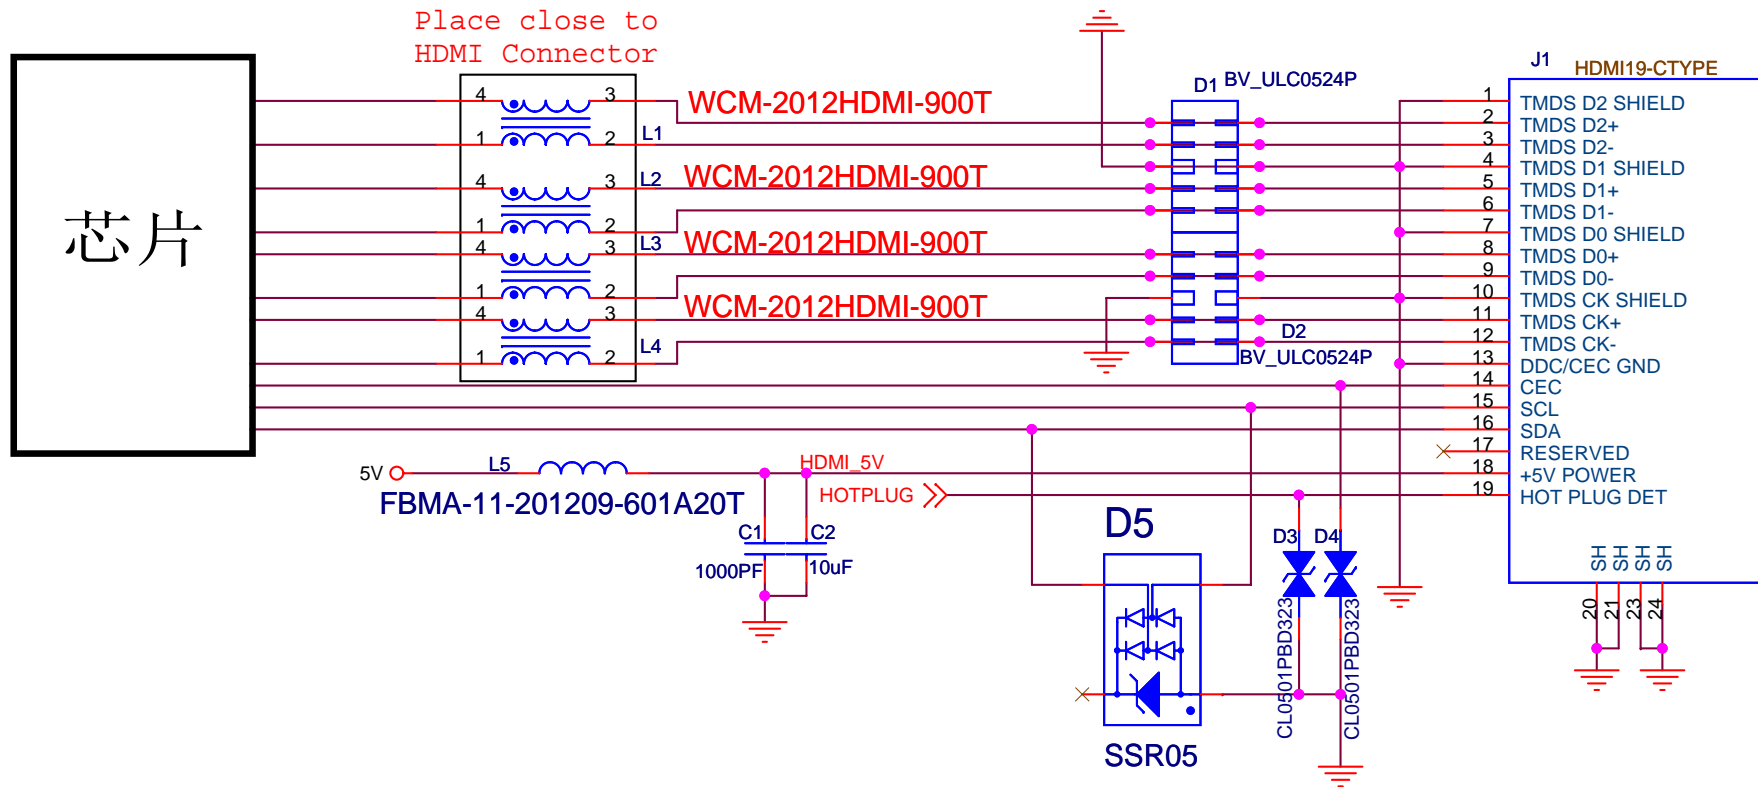 Place close to
HDMI Connector
芯片
4 3
1 2 L1
WCM-2012HDMI-900T
4 3 L2
1 2
WCM-2012HDMI-900T
4 3 L3
1 2
WCM-2012HDMI-900T
4 3
1 2 L4
WCM-2012HDMI-900T
D1 BV_ULC0524P
D2
BV_ULC0524P
J1
HDMI19-CTYPE
1 TMDS D2 SHIELD
2 TMDS D2+
3 TMDS D2-
4 TMDS D1 SHIELD
5 TMDS D1+
6 TMDS D1-
7 TMDS D0 SHIELD
8 TMDS D0+
9 TMDS D0-
10 TMDS CK SHIELD
11 TMDS CK+
12 TMDS CK-
13 DDC/CEC GND
14 CEC
15 SCL
16 SDA
17 RESERVED
18 +5V POWER
19 HOT PLUG DET
SH SH SH SH
20 21 23 24
5V
L5
HDMI_5V
FBMA-11-201209-601A20T
HOTPLUG
C1
1000PF
C2
10uF
D5
SSR05
D3
CL0501PBD323
D4
CL0501PBD323